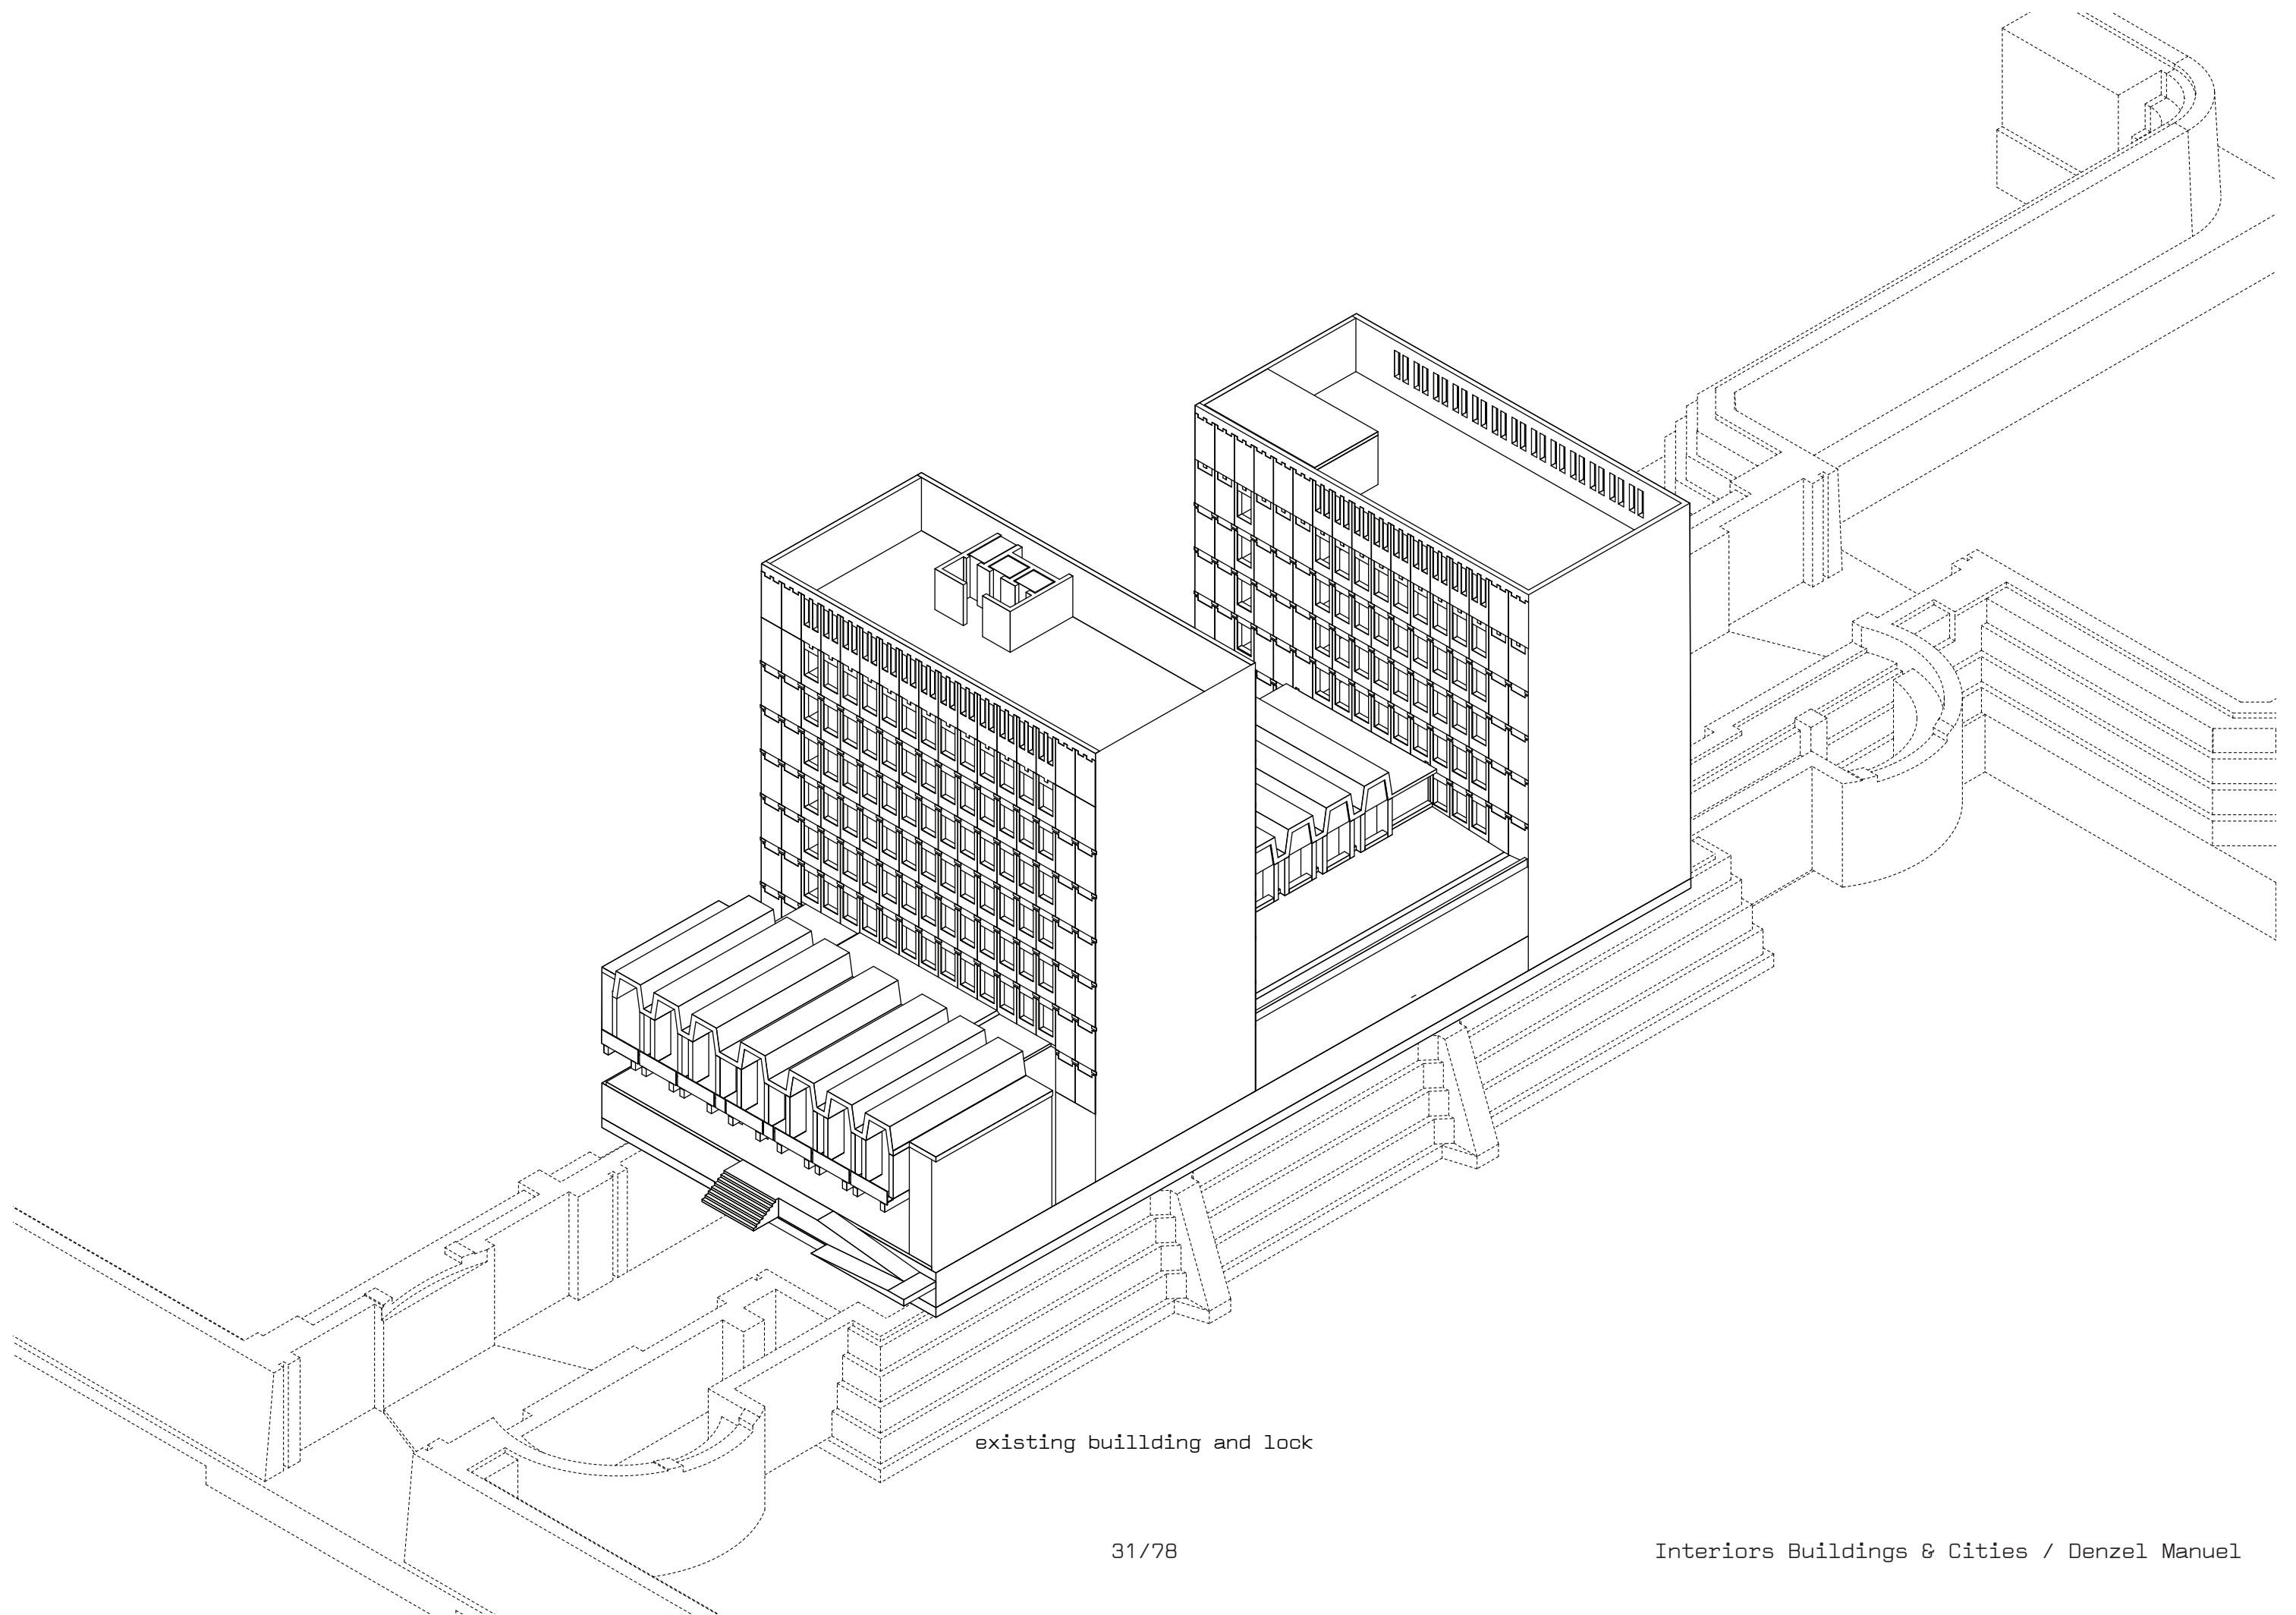 existing buillding and lock
31/78
Interiors Buildings & Cities / Denzel Manuel